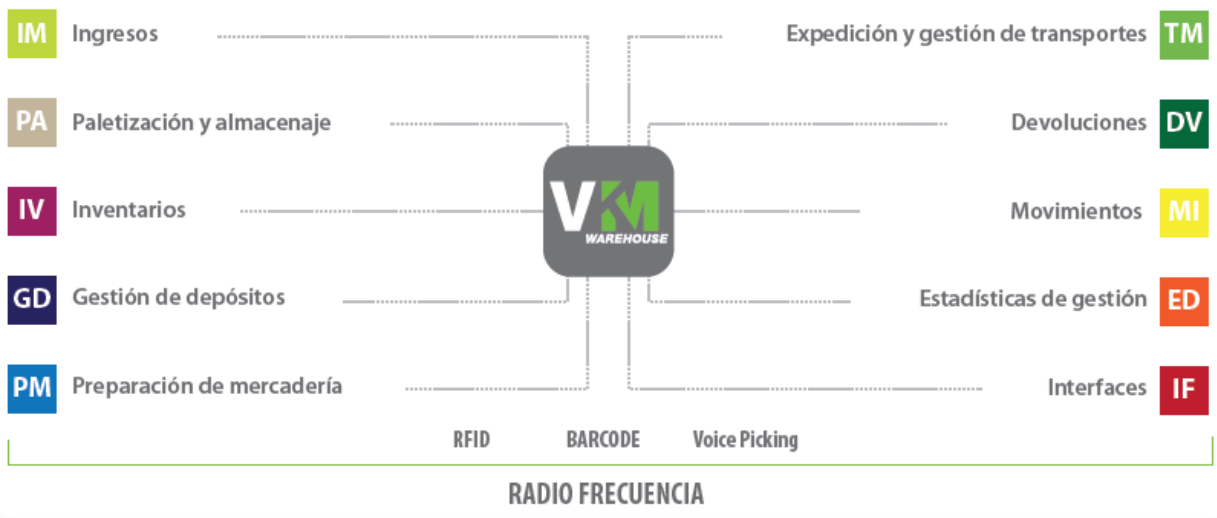 IM Ingresos
Expedición y gestión de transportes TM
PA Paletización y almacenaje
Devoluciones DV
VKM
WAREHOUSE
IV Inventarios
Movimientos MI
GD Gestión de depósitos
Estadísticas de gestión ED
PM Preparación de mercadería
Interfaces IF
RFID BARCODE Voice Picking
RADIO FRECUENCIA